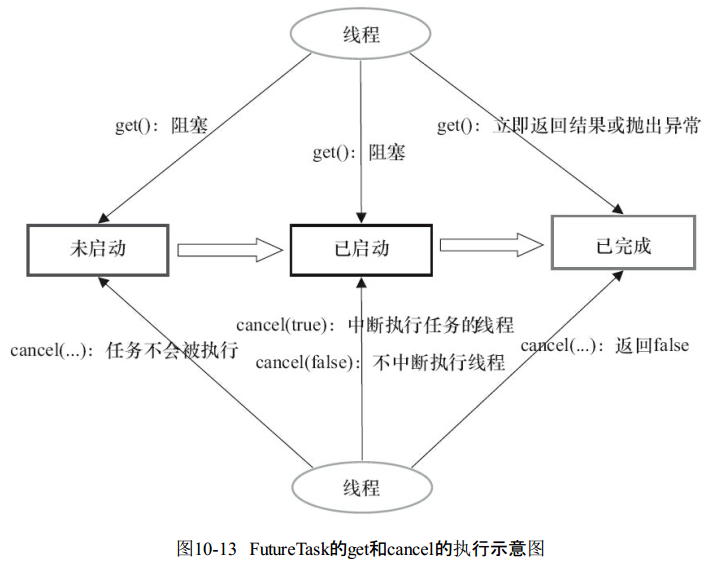 线程
get()：阻塞
get()：立即返回结果或抛出异常
get()：阻塞
未启动
已启动
已完成
cancel(true)：中断执行任务的线程
cancel(...)：任务不会被执行
cancel(false)：不中断执行线程
cancel(...)：返回false
线程
图10-13 FutureTask的get和cancel的执行示意图